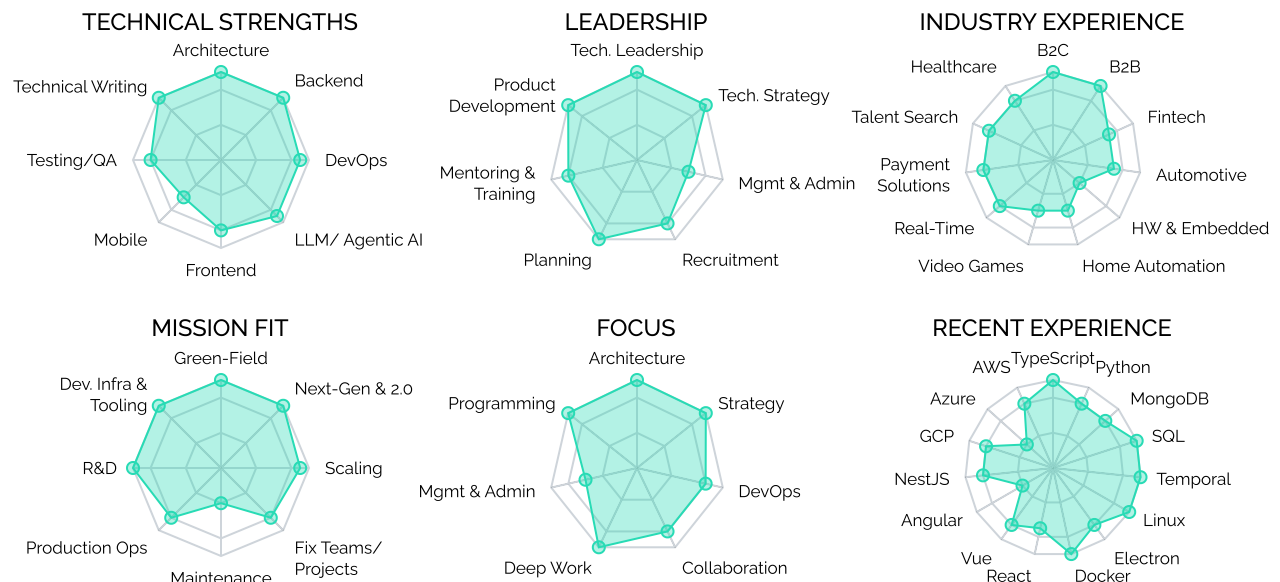 TECHNICAL STRENGTHS
Architecture
Backend
DevOps
LLM/ Agentic AI
Frontend
Mobile
Testing/QA
Technical Writing
LEADERSHIP
Tech. Leadership
Tech. Strategy
Mgmt & Admin
Recruitment
Planning
Mentoring &
Training
Product
Development
INDUSTRY EXPERIENCE
B2C
B2B
Fintech
Automotive
HW & Embedded
Home Automation
Video Games
Real-Time
Payment
Solutions
Talent Search
Healthcare
MISSION FIT
Green-Field
Next-Gen & 2.0
Scaling
Fix Teams/
Projects
Maintenance
Production Ops
R&D
Dev. Infra &
Tooling
FOCUS
Architecture
Strategy
DevOps
Collaboration
Deep Work
Mgmt & Admin
Programming
RECENT EXPERIENCE
TypeScript
Python
MongoDB
SQL
Temporal
Linux
Electron
Docker
React
Vue
Angular
NestJS
GCP
Azure
AWS